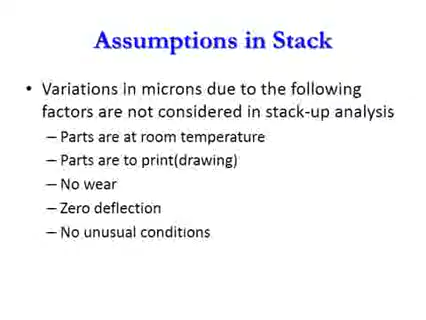 Assumptions in Stack
• Variations in microns due to the following
factors are not considered in stack-up analysis
– Parts are at room temperature
– Parts are to print(drawing)
– No wear
– Zero deflection
– No unusual conditions